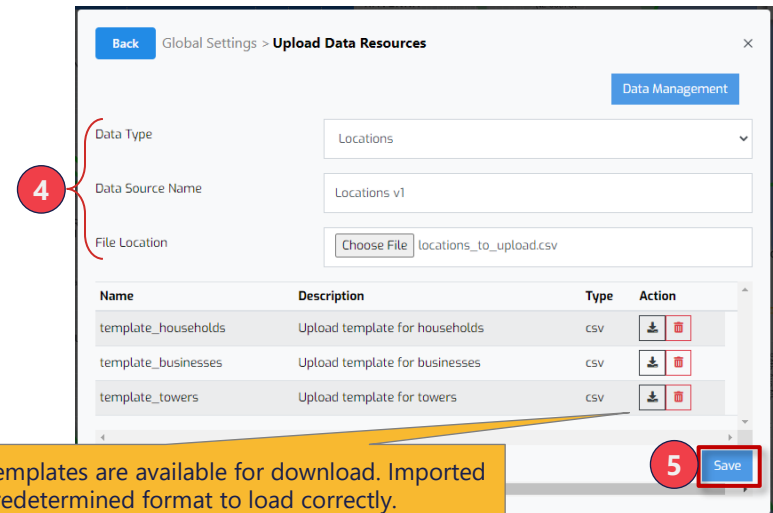 Back Global Settings > Upload Data Resources ×
Data Management
Data Type Locations
4
Data Source Name Locations v1
File Location Choose File locations_to_upload.csv
Name Description Type Action
template_households Upload template for households csv
template_businesses Upload template for businesses csv
template_towers Upload template for towers csv
are available for download. Imported
format to load correctly.
5 Save